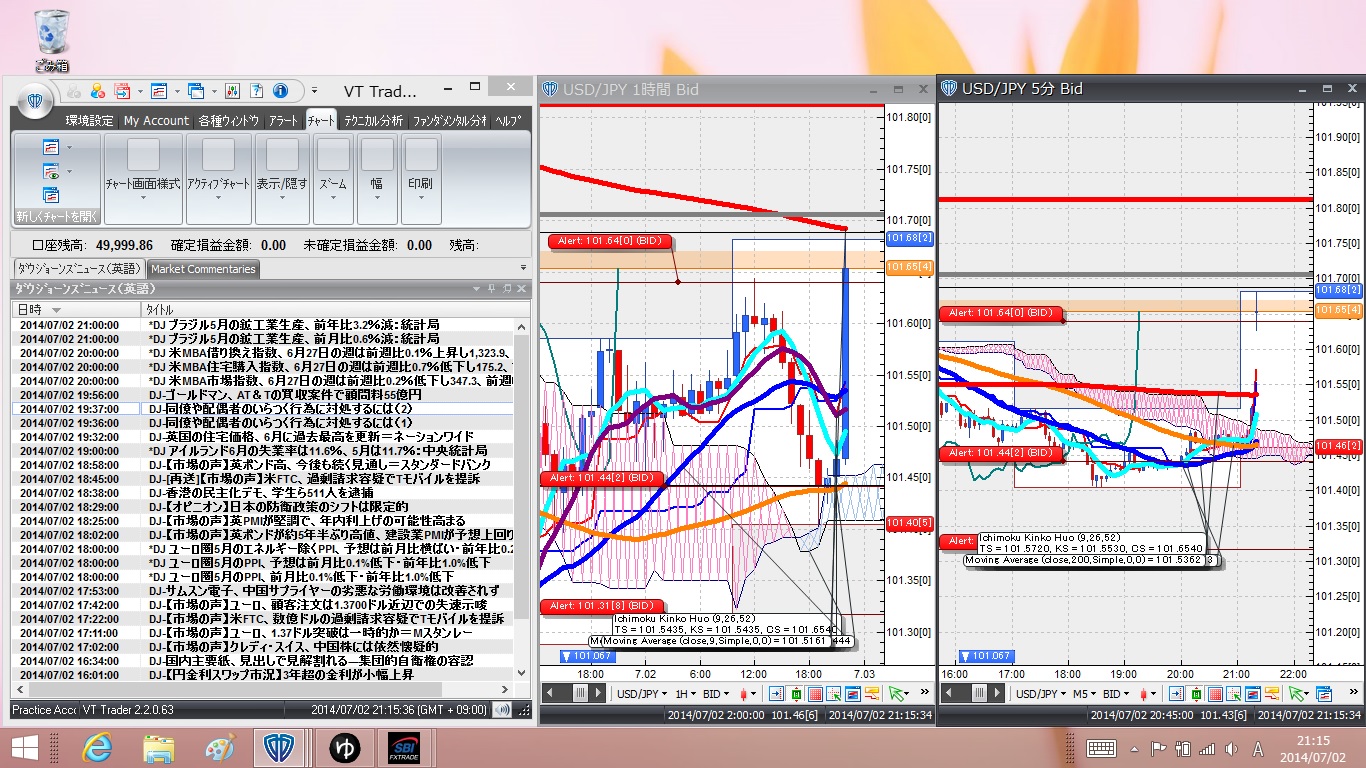 ごみ箱
VT Trad...
環境設定 My Account 各種ウィンドウ アラート チャート テクニカル分析 ファンダメンタル分析 ヘルプ
チャート画面様式 アクティブチャート 表示/隠す ズーム 幅 印刷
新しくチャートを開く
口座残高: 49,999.86 確定損益金額: 0.00 未確定損益金額: 0.00 残高:
ダウジョーンズニュース(英語) Market Commentaries
ダウジョーンズニュース(英語)
日時 タイトル
2014/07/02 21:00:00 *DJ ブラジル5月の鉱工業生産、前年比3.2%減:統計局
2014/07/02 21:00:00 *DJ ブラジル5月の鉱工業生産、前月比0.6%減:統計局
2014/07/02 20:00:00 *DJ 米MBA借り換え指数、6月27日の週は前週比0.1%上昇し1,323.9、
2014/07/02 20:00:00 *DJ 米MBA住宅購入指数、6月27日の週は前週比0.7%低下し175.2、
2014/07/02 20:00:00 *DJ 米MBA市場指数、6月27日の週は前週比0.2%低下し347.3、前週
2014/07/02 19:56:00 DJ-ゴールドマン、AT&Tの買収案件で顧問料55億円
2014/07/02 19:37:00 DJ-同僚や配偶者のいらつく行為に対処するには〈2〉
2014/07/02 19:36:00 DJ-同僚や配偶者のいらつく行為に対処するには〈1〉
2014/07/02 19:32:00 DJ-英国の住宅価格、6月に過去最高を更新=ネーションワイド
2014/07/02 19:00:00 *DJ アイルランド6月の失業率は11.6%、5月は11.7%:中央統計局
2014/07/02 18:58:00 DJ-【市場の声】英ポンド高、今後も続く見通し=スタンダードバンク
2014/07/02 18:45:00 DJ-[再送]【市場の声】米FTC、過剰請求容疑でTモバイルを提訴
2014/07/02 18:38:00 DJ-香港の民主化デモ、学生ら511人を逮捕
2014/07/02 18:29:00 DJ-【オピニオン】日本の防衛政策のシフトは限定的
2014/07/02 18:25:00 DJ-【市場の声】英PMIが堅調で、年内利上げの可能性高まる
2014/07/02 18:10:00 DJ-【市場の声】英ポンドが約5年半ぶり高値、建設業PMIが予想上回り
2014/07/02 18:00:00 *DJ ユーロ圏5月のエネルギー除くPPI、予想は前月比横ばい・前年比0.2
2014/07/02 18:00:00 *DJ ユーロ圏5月のPPI、予想は前月比0.1%低下・前年比1.0%低下
2014/07/02 18:00:00 *DJ ユーロ圏5月のPPI、前月比0.1%低下・前年比1.0%低下
2014/07/02 17:53:00 DJ-サムスン電子、中国サプライヤーの劣悪な労働環境は改善されず
2014/07/02 17:42:00 DJ-【市場の声】ユーロ、顧客注文は1.3700ドル近辺での失速示唆
2014/07/02 17:22:00 DJ-【市場の声】米FTC、数億ドルの過剰請求容疑でTモバイルを提訴
2014/07/02 17:11:00 DJ-【市場の声】ユーロ、1.37ドル突破は一時的か=Mスタンレー
2014/07/02 17:02:00 DJ-【市場の声】クレディ・スイス、中国株には依然懐疑的
2014/07/02 16:34:00 DJ-国内主要紙、見出しで見解割れる―集団的自衛権の容認
2014/07/02 16:01:00 DJ-【円金利スワップ市況】3年超の金利が小幅上昇
Practice Acc VT Trader 2.2.0.63 2014/07/02 21:15:36 (GMT + 09:00)
USD/JPY 1時間 Bid
101.80[0]
101.75[0]
101.70[0]
101.68[2]
101.65[4]
101.60[0]
101.55[0]
101.50[0]
101.45[0]
101.40[5]
101.35[0]
101.30[0]
Alert: 101.64[0] (BID)
Alert: 101.44[2] (BID)
Alert: 101.31[8] (BID)
Ichimoku Kinko Huo (9,26,52)
TS = 101.5435, KS = 101.5435, CS = 101.6540
Moving Average (close,9,Simple,0,0) = 101.5161 444
101.067
18:00 7.02 6:00 12:00 18:00 7.03
USD/JPY 1H BID
2014/07/02 2:00:00 101.46[6] 2014/07/02 21:15:34
USD/JPY 5分 Bid
101.90[0]
101.85[0]
101.80[0]
101.75[0]
101.70[0]
101.68[2]
101.65[4]
101.60[0]
101.55[0]
101.50[0]
101.46[2]
101.40[0]
101.35[0]
101.30[0]
101.25[0]
101.20[0]
Alert: 101.64[0] (BID)
Alert: 101.44[2] (BID)
Alert:
Ichimoku Kinko Huo (9,26,52)
TS = 101.5720, KS = 101.5530, CS = 101.6540
Moving Average (close,200,Simple,0,0) = 101.5362 3
101.067
16:00 17:00 18:00 19:00 20:00 21:00 22:00
USD/JPY M5 BID
2014/07/02 20:45:00 101.43[6] 2014/07/02 21:15:34
ゆ
SBI
FXTRADE
A
21:15
2014/07/02